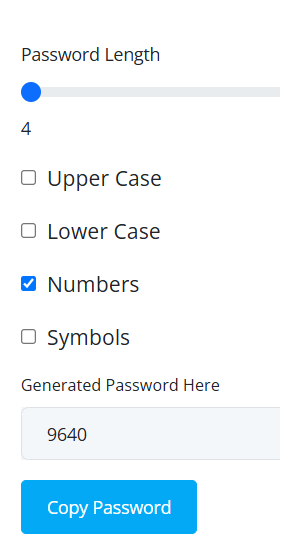 Password Length
4
Upper Case
Lower Case
Numbers
Symbols
Generated Password Here
9640
Copy Password